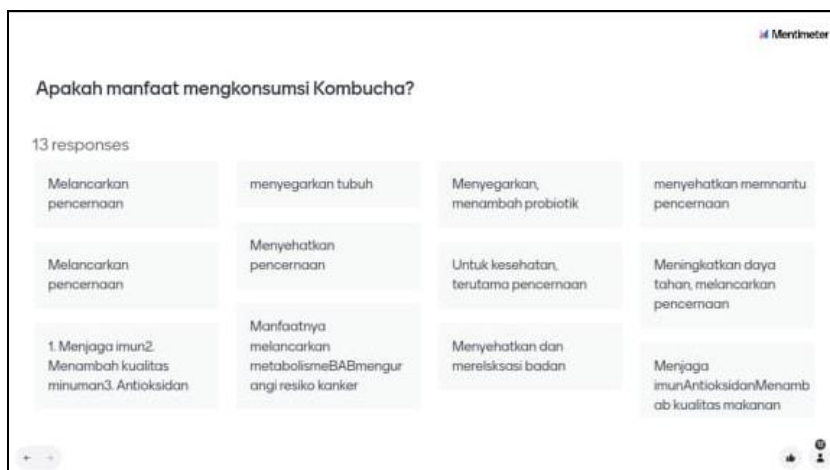 Mentimeter
Apakah manfaat mengkonsumsi Kombucha?
13 responses
Melancarkan
pencernaan
menyegarkan tubuh
Menyegarkan,
menambah probiotik
menyehatkan memnantu
pencernaan
Melancarkan
pencernaan
Menyehatkan
pencernaan
Untuk kesehatan,
terutama pencernaan
Meningkatkan daya
tahan, melancarkan
pencernaan
1. Menjaga imun2.
Menambah kualitas
minuman3. Antioksidan
Manfaatnya
melancarkan
metabolismeBABmengur
angi resiko kanker
Menyehatkan dan
merelsksasi badan
Menjaga
imunAntioksidanMenamb
ab kualitas makanan